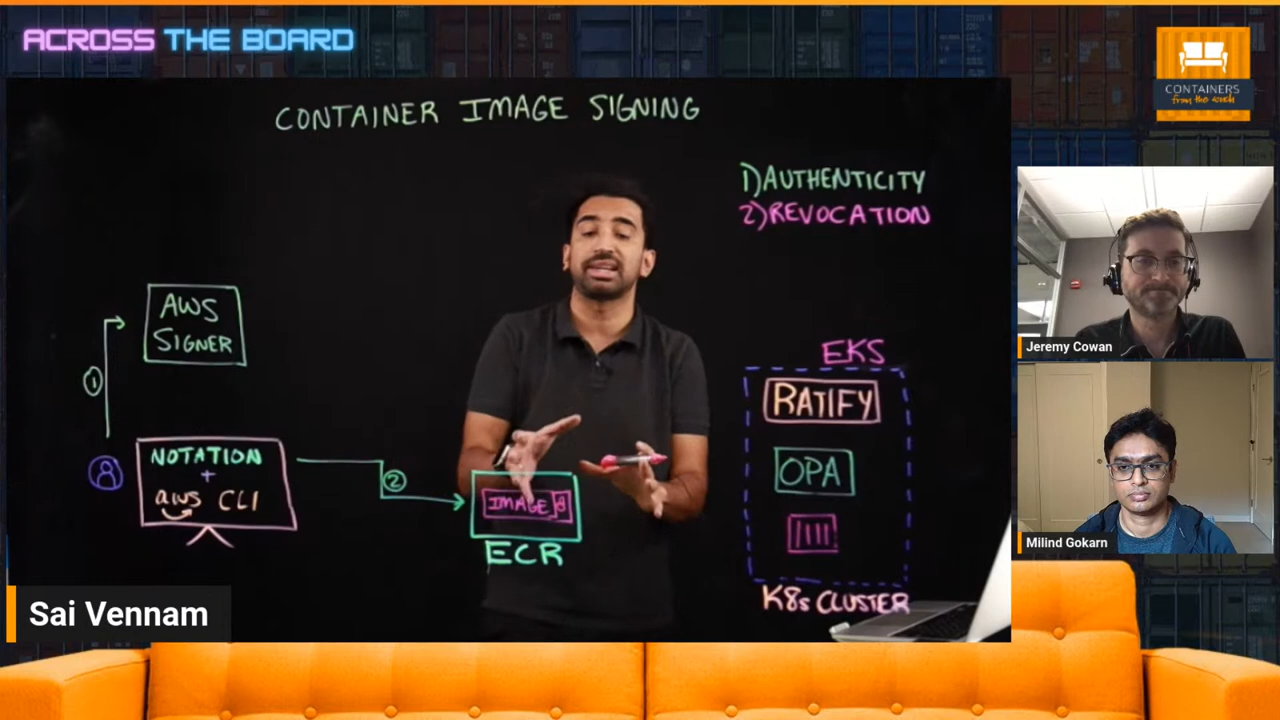 ACROSS THE BOARD
CONTAINERS
from the couch
CONTAINER IMAGE SIGNING
1) AUTHENTICITY
2) REVOCATION
AWS
SIGNER
1
NOTATION
+
aws CLI
2
IMAGE
ECR
EKS
RATIFY
OPA
K8s CLUSTER
Sai Vennam
Jeremy Cowan
Milind Gokarn